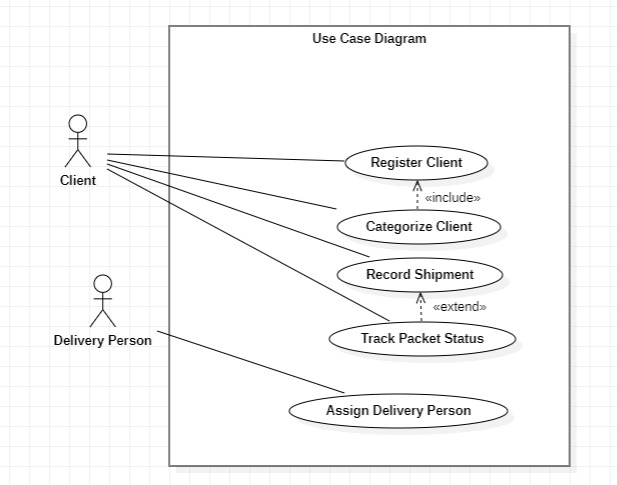 Use Case Diagram
Client
Register Client
«include»
Categorize Client
Record Shipment
«extend»
Delivery Person
Track Packet Status
Assign Delivery Person